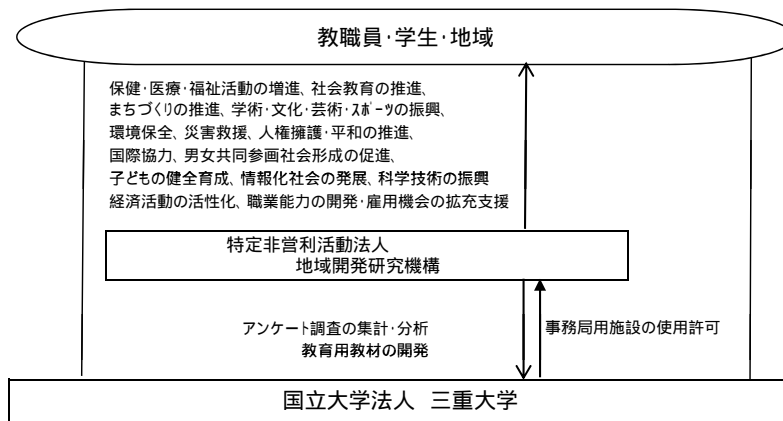 教職員・学生・地域
保健・医療・福祉活動の増進、社会教育の推進、
まちづくりの推進、学術・文化・芸術・スポーツの振興、
環境保全、災害救援、人権擁護・平和の推進、
国際協力、男女共同参画社会形成の促進、
子どもの健全育成、情報化社会の発展、科学技術の振興
経済活動の活性化、職業能力の開発・雇用機会の拡充支援
特定非営利活動法人
地域開発研究機構
アンケート調査の集計・分析
教育用教材の開発
事務局用施設の使用許可
国立大学法人 三重大学